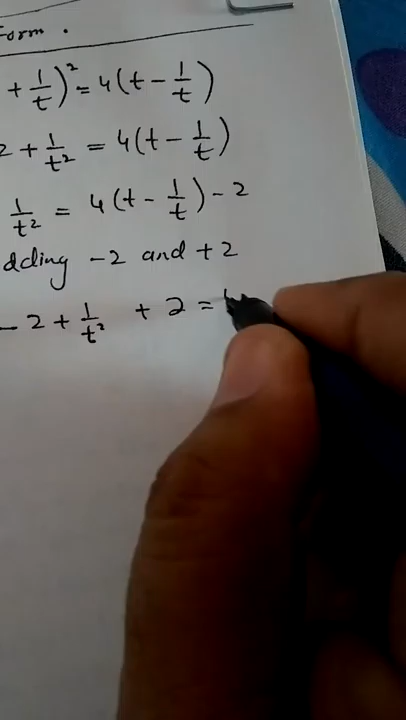 Form.
+ 1/t)² = 4(t - 1/t)
2 + 1/t² = 4(t - 1/t)
1/t² = 4(t - 1/t) - 2
dding -2 and +2
- 2 + 1/t² + 2 =